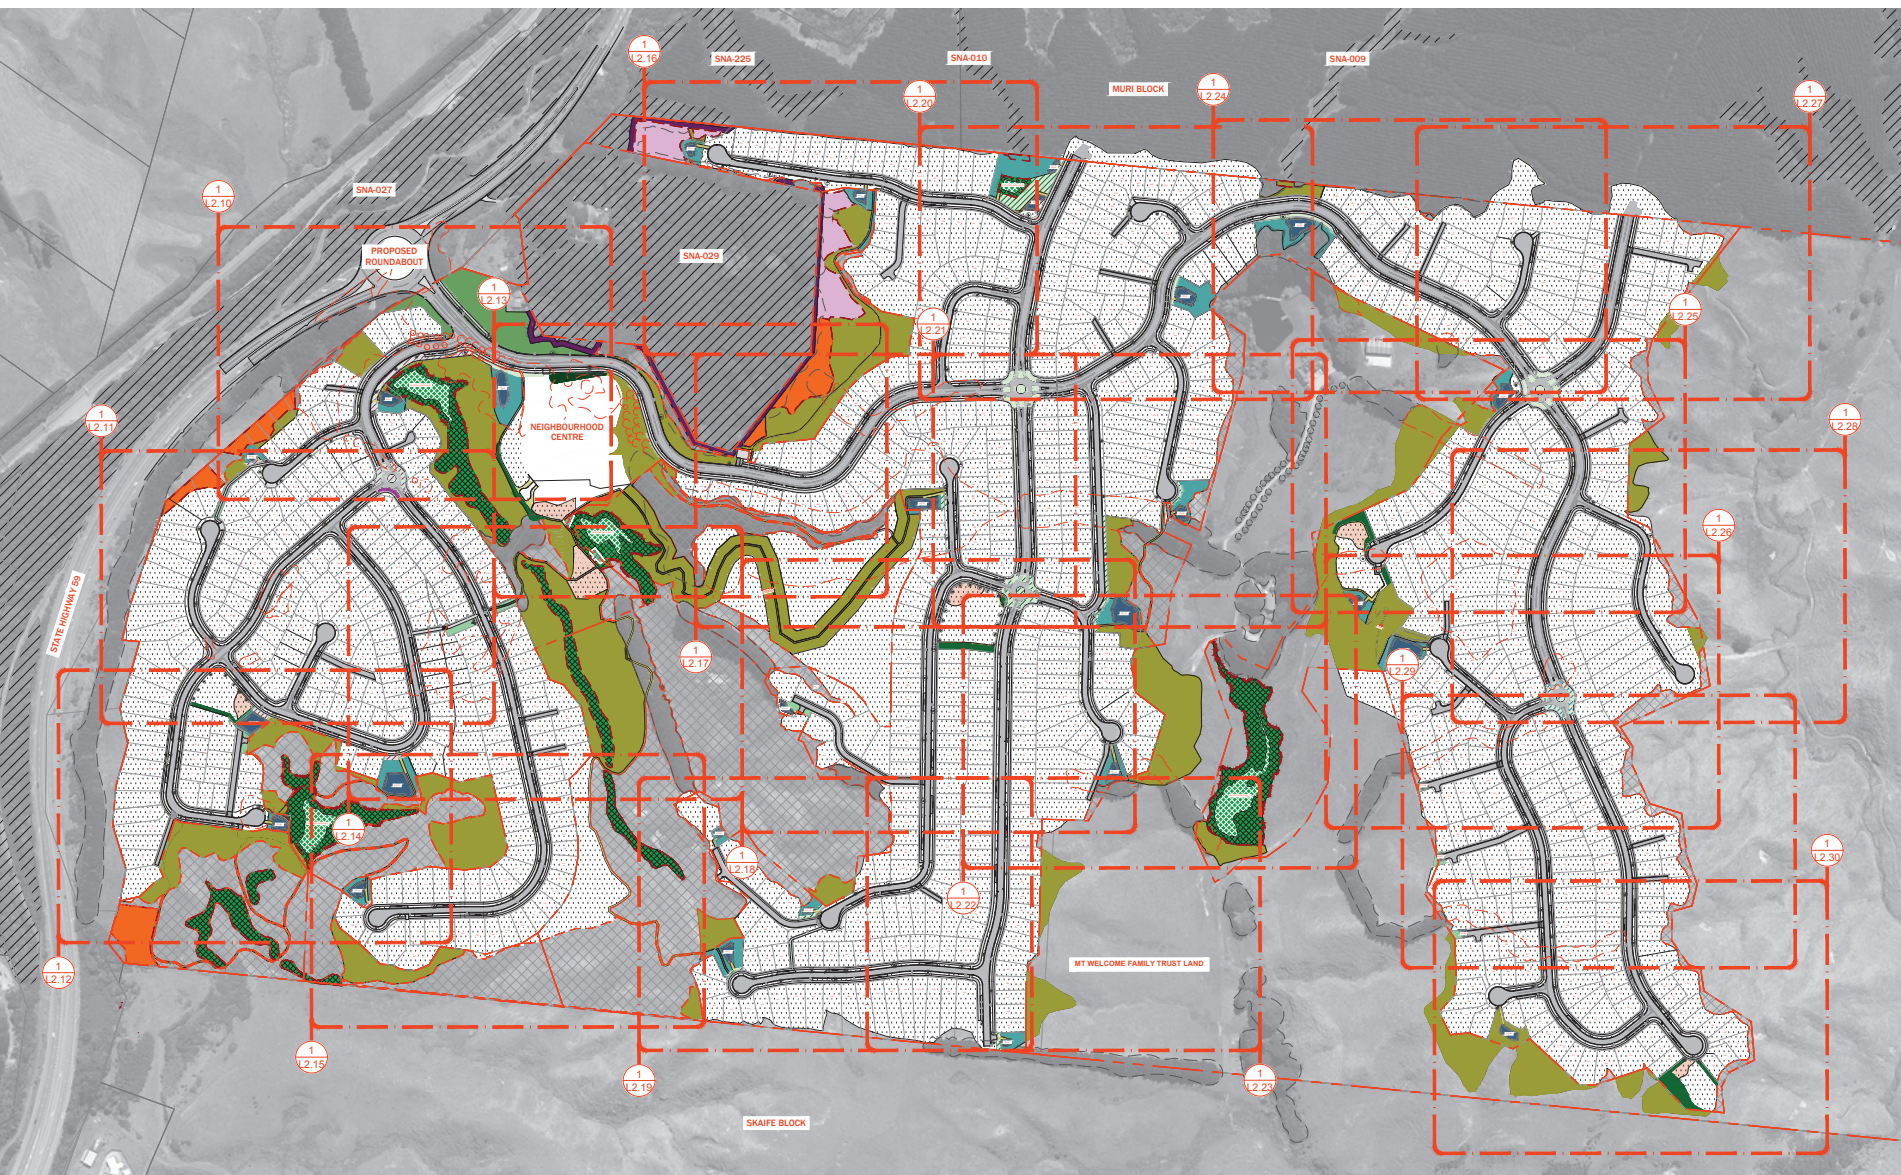 1
L2.16
SNA-225
SNA-010
SNA-009
MURI BLOCK
1
L2.20
1
L2.24
1
L2.27
SNA-027
1
L2.10
PROPOSED
ROUNDABOUT
SNA-029
1
L2.13
1
L2.21
1
L2.25
1
L2.11
NEIGHBOURHOOD
CENTRE
1
L2.28
1
L2.26
STATE HIGHWAY 59
1
L2.17
1
L2.29
1
L2.14
1
L2.18
1
L2.22
1
L2.30
1
L2.12
MT WELCOME FAMILY TRUST LAND
1
L2.15
1
L2.19
1
L2.23
SKAIFE BLOCK